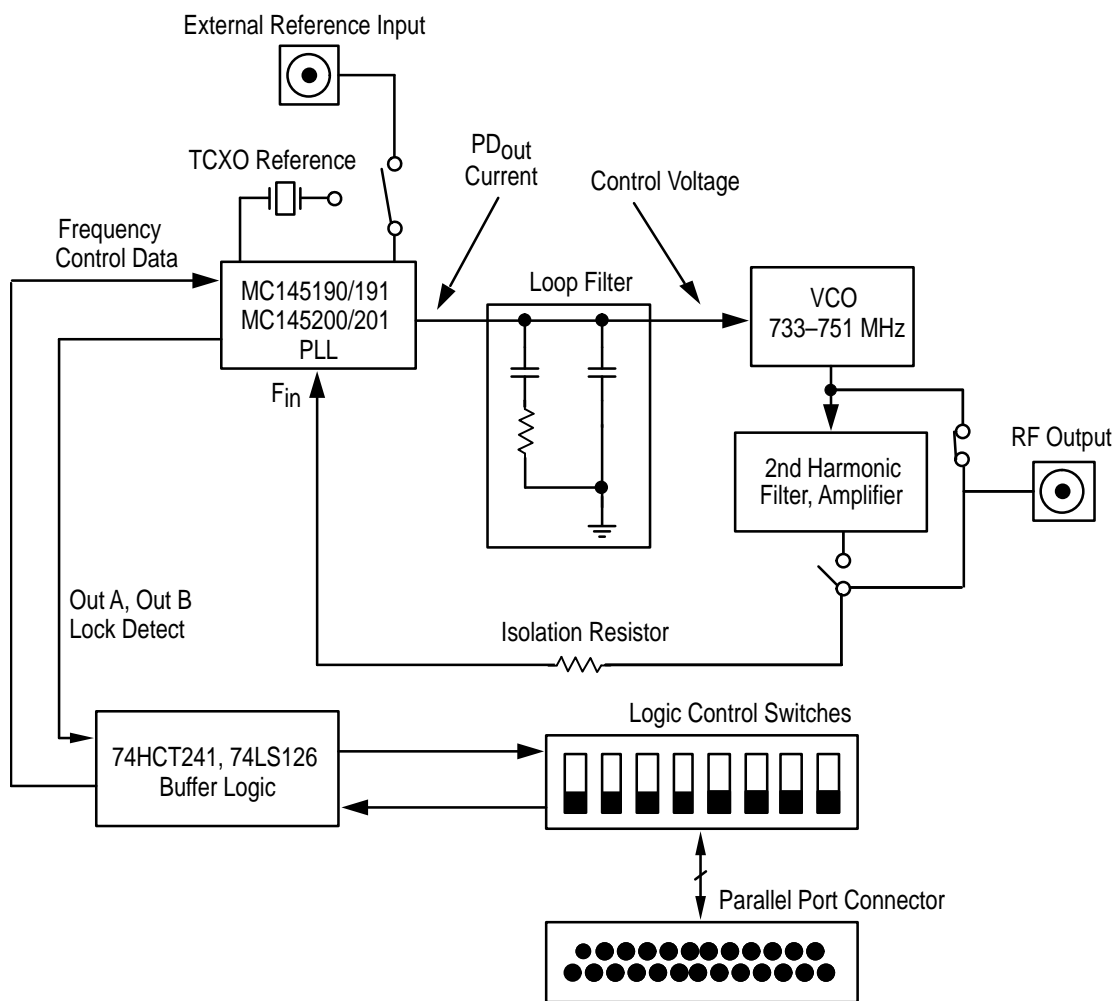 External Reference Input
TCXO Reference
PDout
Current
Control Voltage
Frequency
Control Data
MC145190/191
MC145200/201
PLL
Loop Filter
VCO
733–751 MHz
Fin
RF Output
2nd Harmonic
Filter, Amplifier
Out A, Out B
Lock Detect
Isolation Resistor
Logic Control Switches
74HCT241, 74LS126
Buffer Logic
Parallel Port Connector